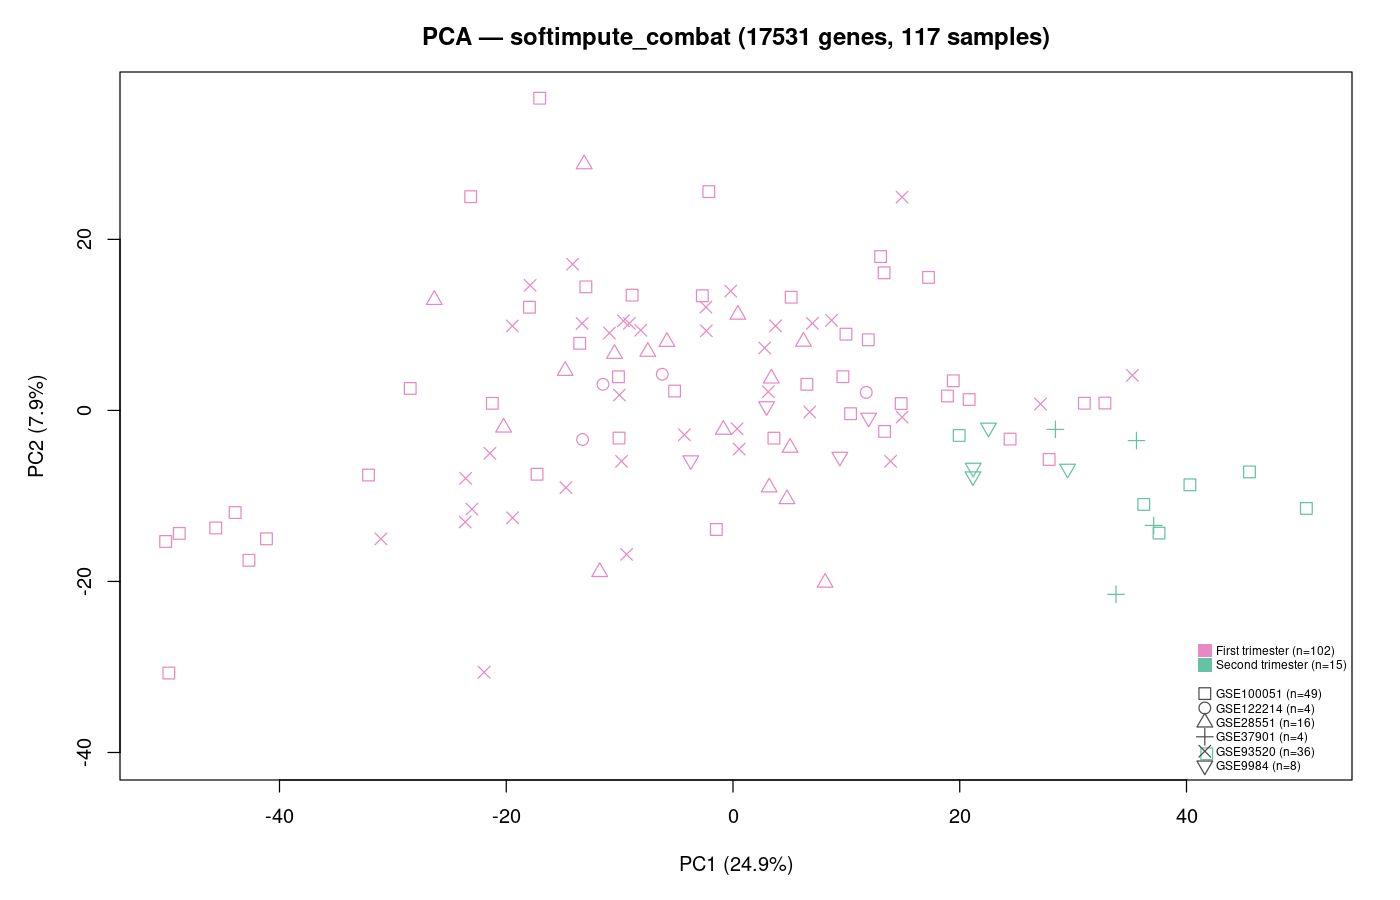 PCA — softimpute_combat (17531 genes, 117 samples)
PC2 (7.9%)
20
0
-20
-40
-40
-20
0
20
40
PC1 (24.9%)
First trimester (n=102)
Second trimester (n=15)
GSE100051 (n=49)
GSE122214 (n=4)
GSE28551 (n=16)
GSE37901 (n=4)
GSE93520 (n=36)
GSE9984 (n=8)